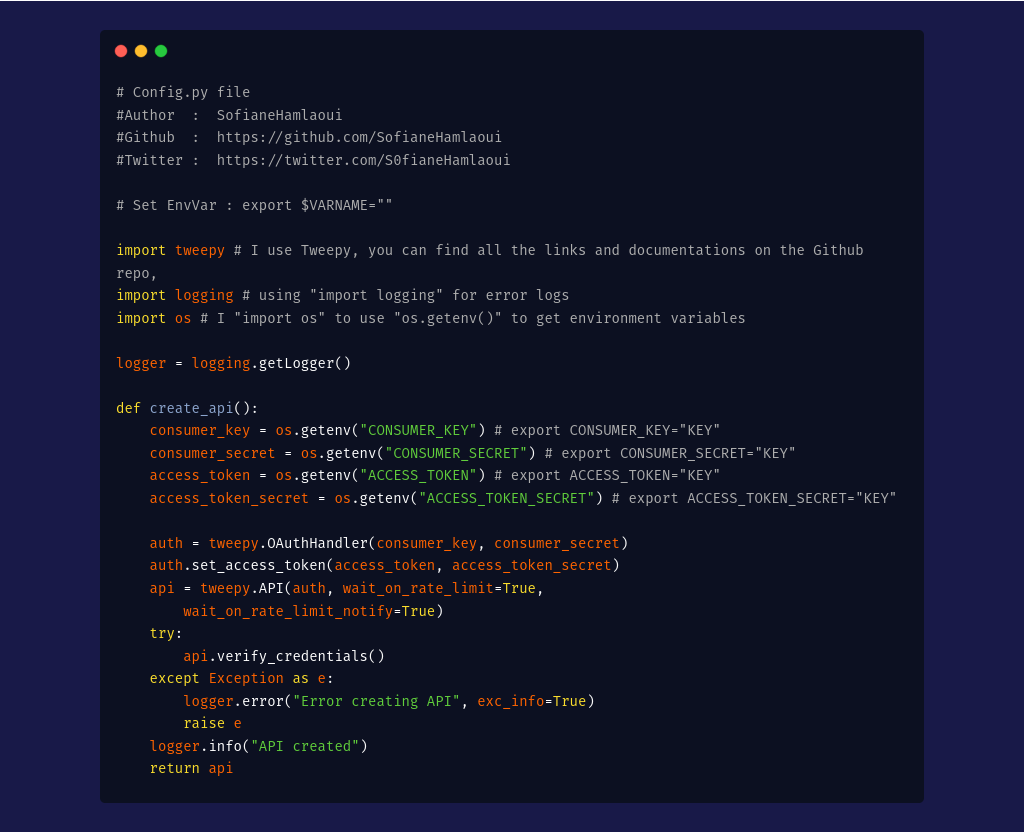 # Config.py file
#Author  :  SofianeHamlaoui
#Github  :  https://github.com/SofianeHamlaoui
#Twitter :  https://twitter.com/S0fianeHamlaoui

# Set EnvVar : export $VARNAME=""

import tweepy # I use Tweepy, you can find all the links and documentations on the Github
repo,
import logging # using "import logging" for error logs
import os # I "import os" to use "os.getenv()" to get environment variables

logger = logging.getLogger()

def create_api():
    consumer_key = os.getenv("CONSUMER_KEY") # export CONSUMER_KEY="KEY"
    consumer_secret = os.getenv("CONSUMER_SECRET") # export CONSUMER_SECRET="KEY"
    access_token = os.getenv("ACCESS_TOKEN") # export ACCESS_TOKEN="KEY"
    access_token_secret = os.getenv("ACCESS_TOKEN_SECRET") # export ACCESS_TOKEN_SECRET="KEY"

    auth = tweepy.OAuthHandler(consumer_key, consumer_secret)
    auth.set_access_token(access_token, access_token_secret)
    api = tweepy.API(auth, wait_on_rate_limit=True,
        wait_on_rate_limit_notify=True)
    try:
        api.verify_credentials()
    except Exception as e:
        logger.error("Error creating API", exc_info=True)
        raise e
    logger.info("API created")
    return api